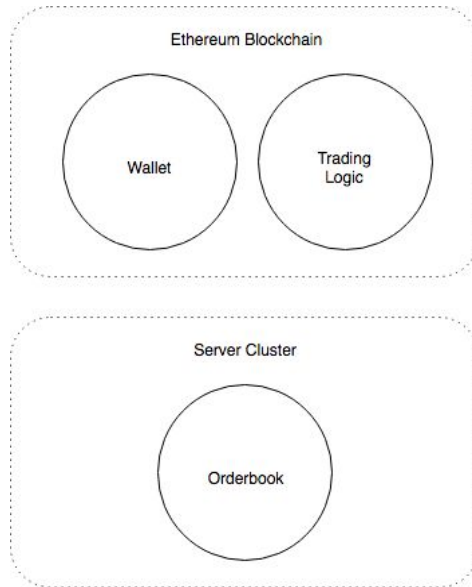 Ethereum Blockchain
Wallet
Trading
Logic
Server Cluster
Orderbook